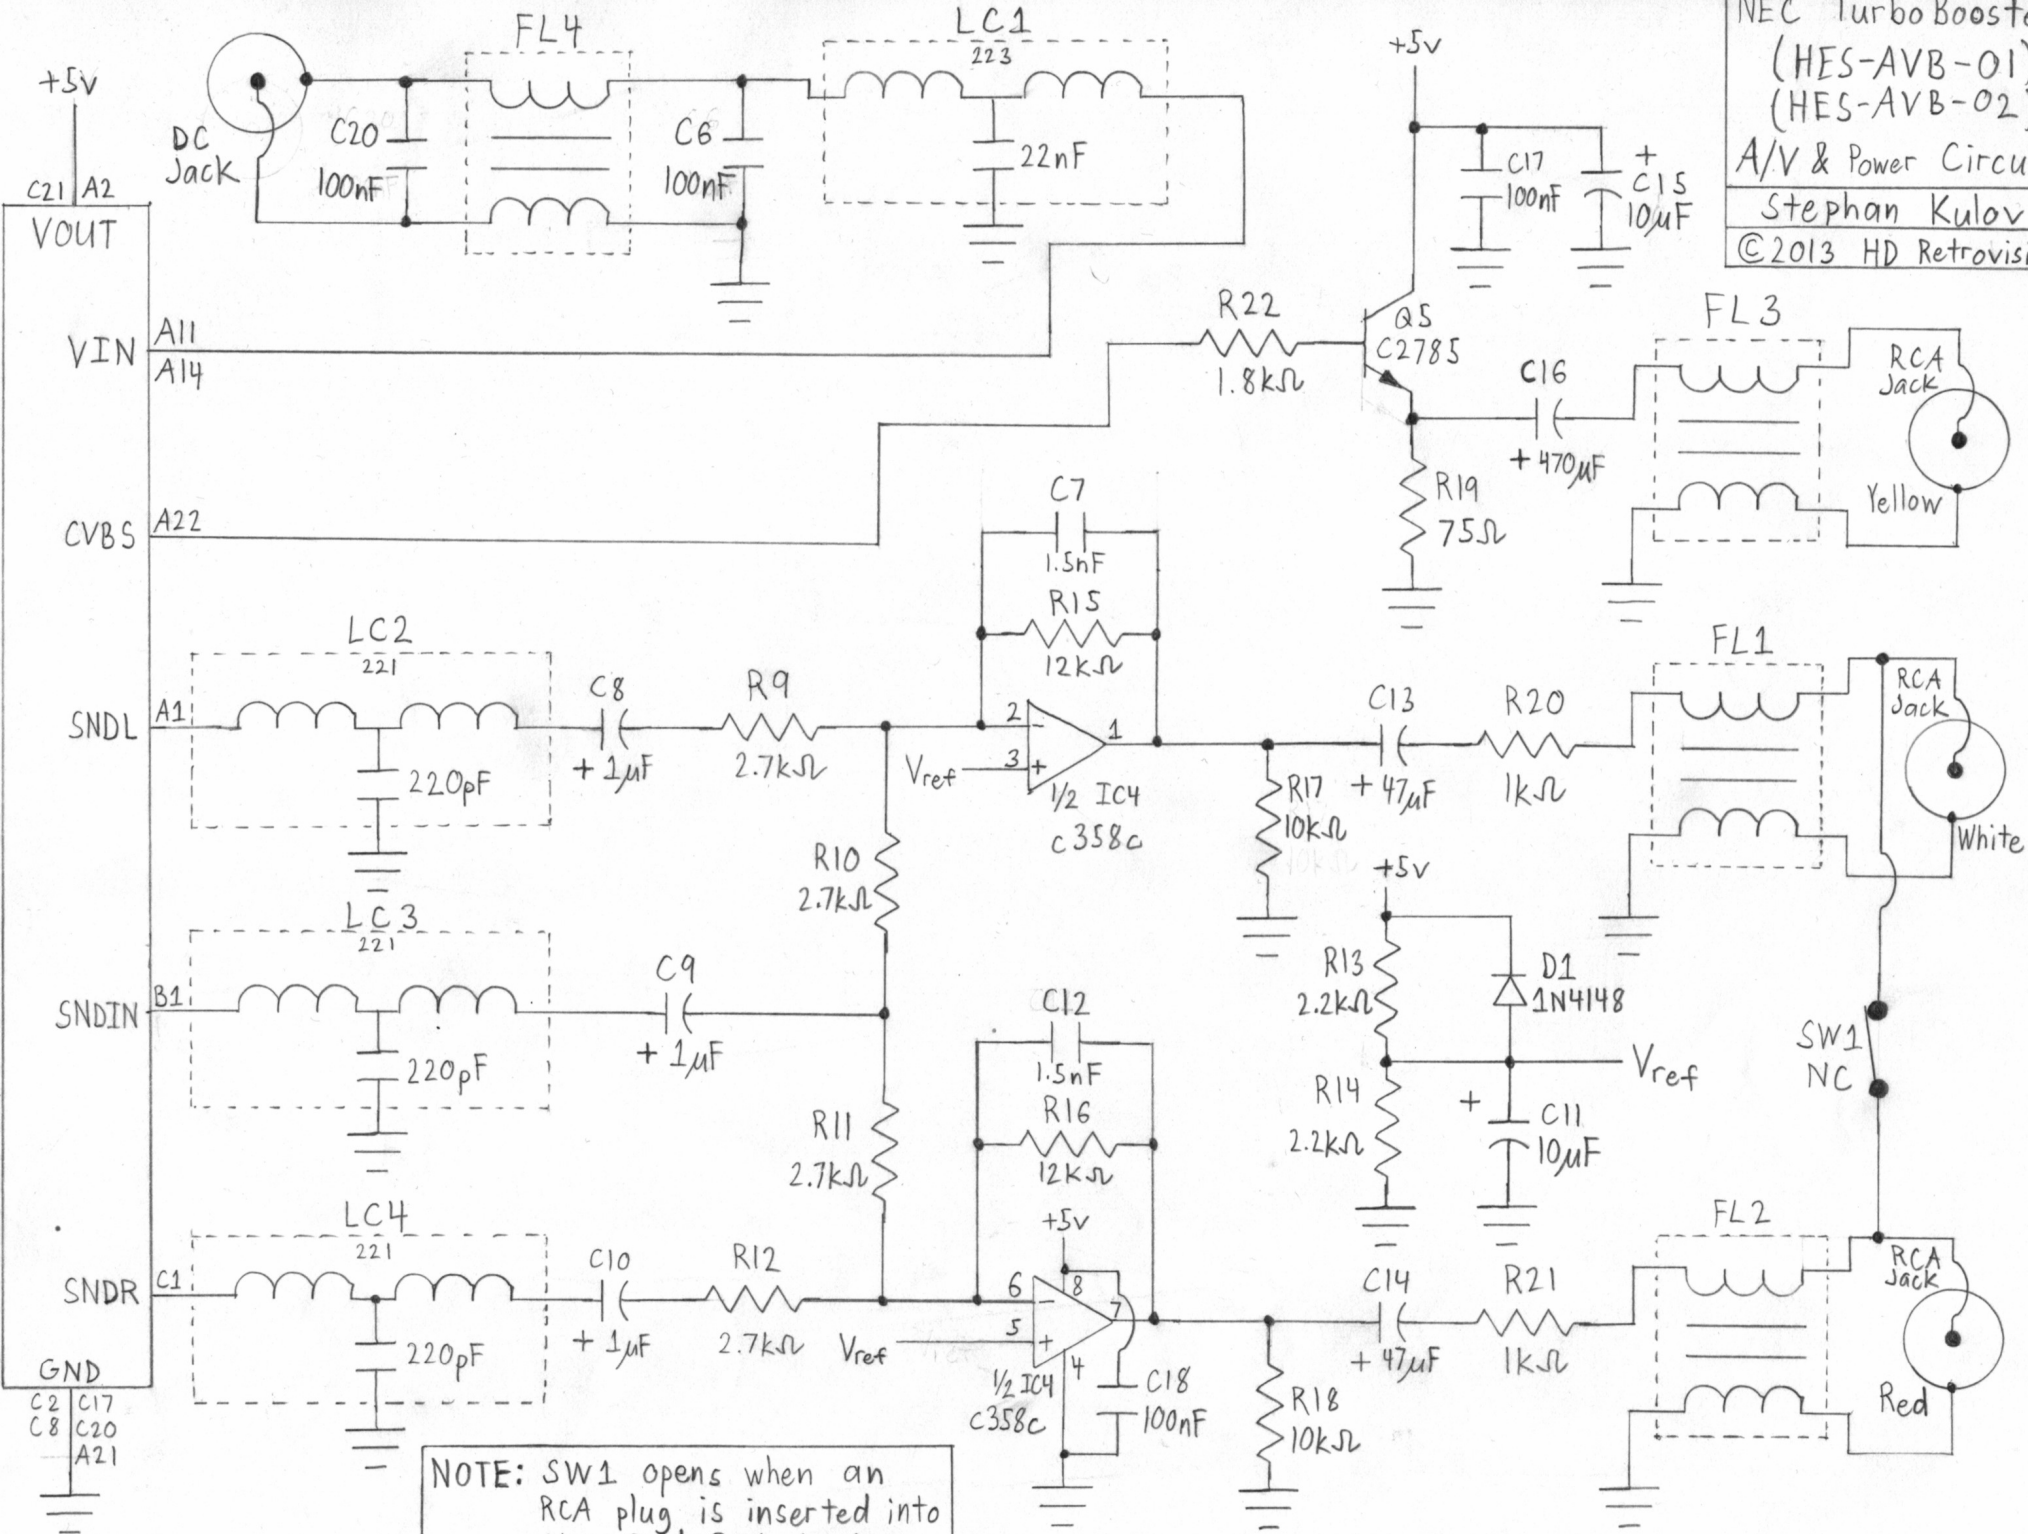 NEC TurboBooste
(HES-AVB-01)
(HES-AVB-02)
A/V & Power Circu
Stephan Kulov
©2013 HD Retrovisi
+5v
C21 A2
VOUT
DC
Jack
C20
100nF
FL4
C6
100nF
LC1
223
22nF
VIN
A11
A14
CVBS
A22
+5v
C17
100nF
+
C15
10µF
R22
1.8kΩ
Q5
C2785
C16
+ 470µF
R19
75Ω
FL3
RCA
Jack
Yellow
SNDL
A1
LC2
221
220pF
C8
+ 1µF
R9
2.7kΩ
C7
1.5nF
R15
12kΩ
2 -
1
Vref
3 +
1/2 IC4
c358c
R17
10kΩ
C13
+ 47µF
R20
1kΩ
FL1
RCA
Jack
White
R10
2.7kΩ
SNDIN
B1
LC3
221
220pF
C9
+ 1µF
R11
2.7kΩ
+5v
R13
2.2kΩ
D1
1N4148
Vref
R14
2.2kΩ
+
C11
10µF
SW1
NC
SNDR
C1
LC4
221
220pF
C10
+ 1µF
R12
2.7kΩ
C12
1.5nF
R16
12kΩ
+5v
6 -
8
7
Vref
5 +
4
1/2 IC4
c358c
C18
100nF
R18
10kΩ
C14
+ 47µF
R21
1kΩ
FL2
RCA
Jack
Red
GND
C2 C17
C8 C20
A21
NOTE: SW1 opens when an
RCA plug is inserted into